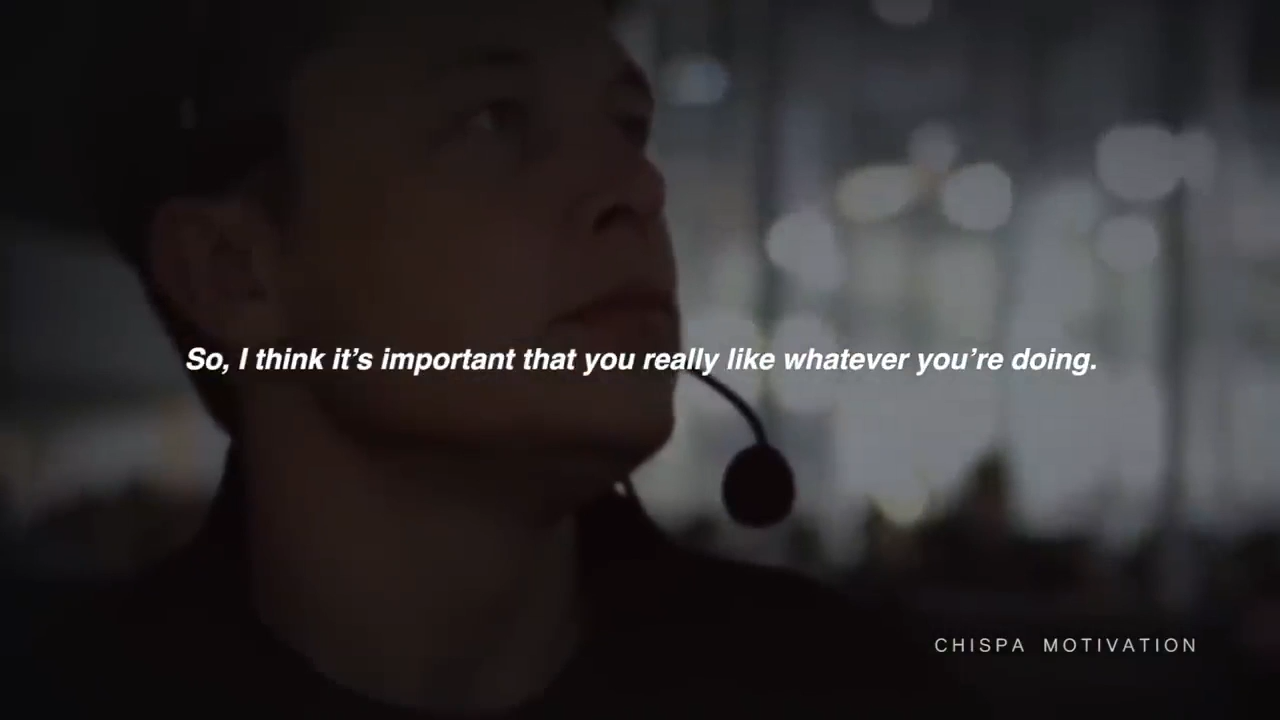 So, I think it’s important that you really like whatever you’re doing.
CHISPA MOTIVATION